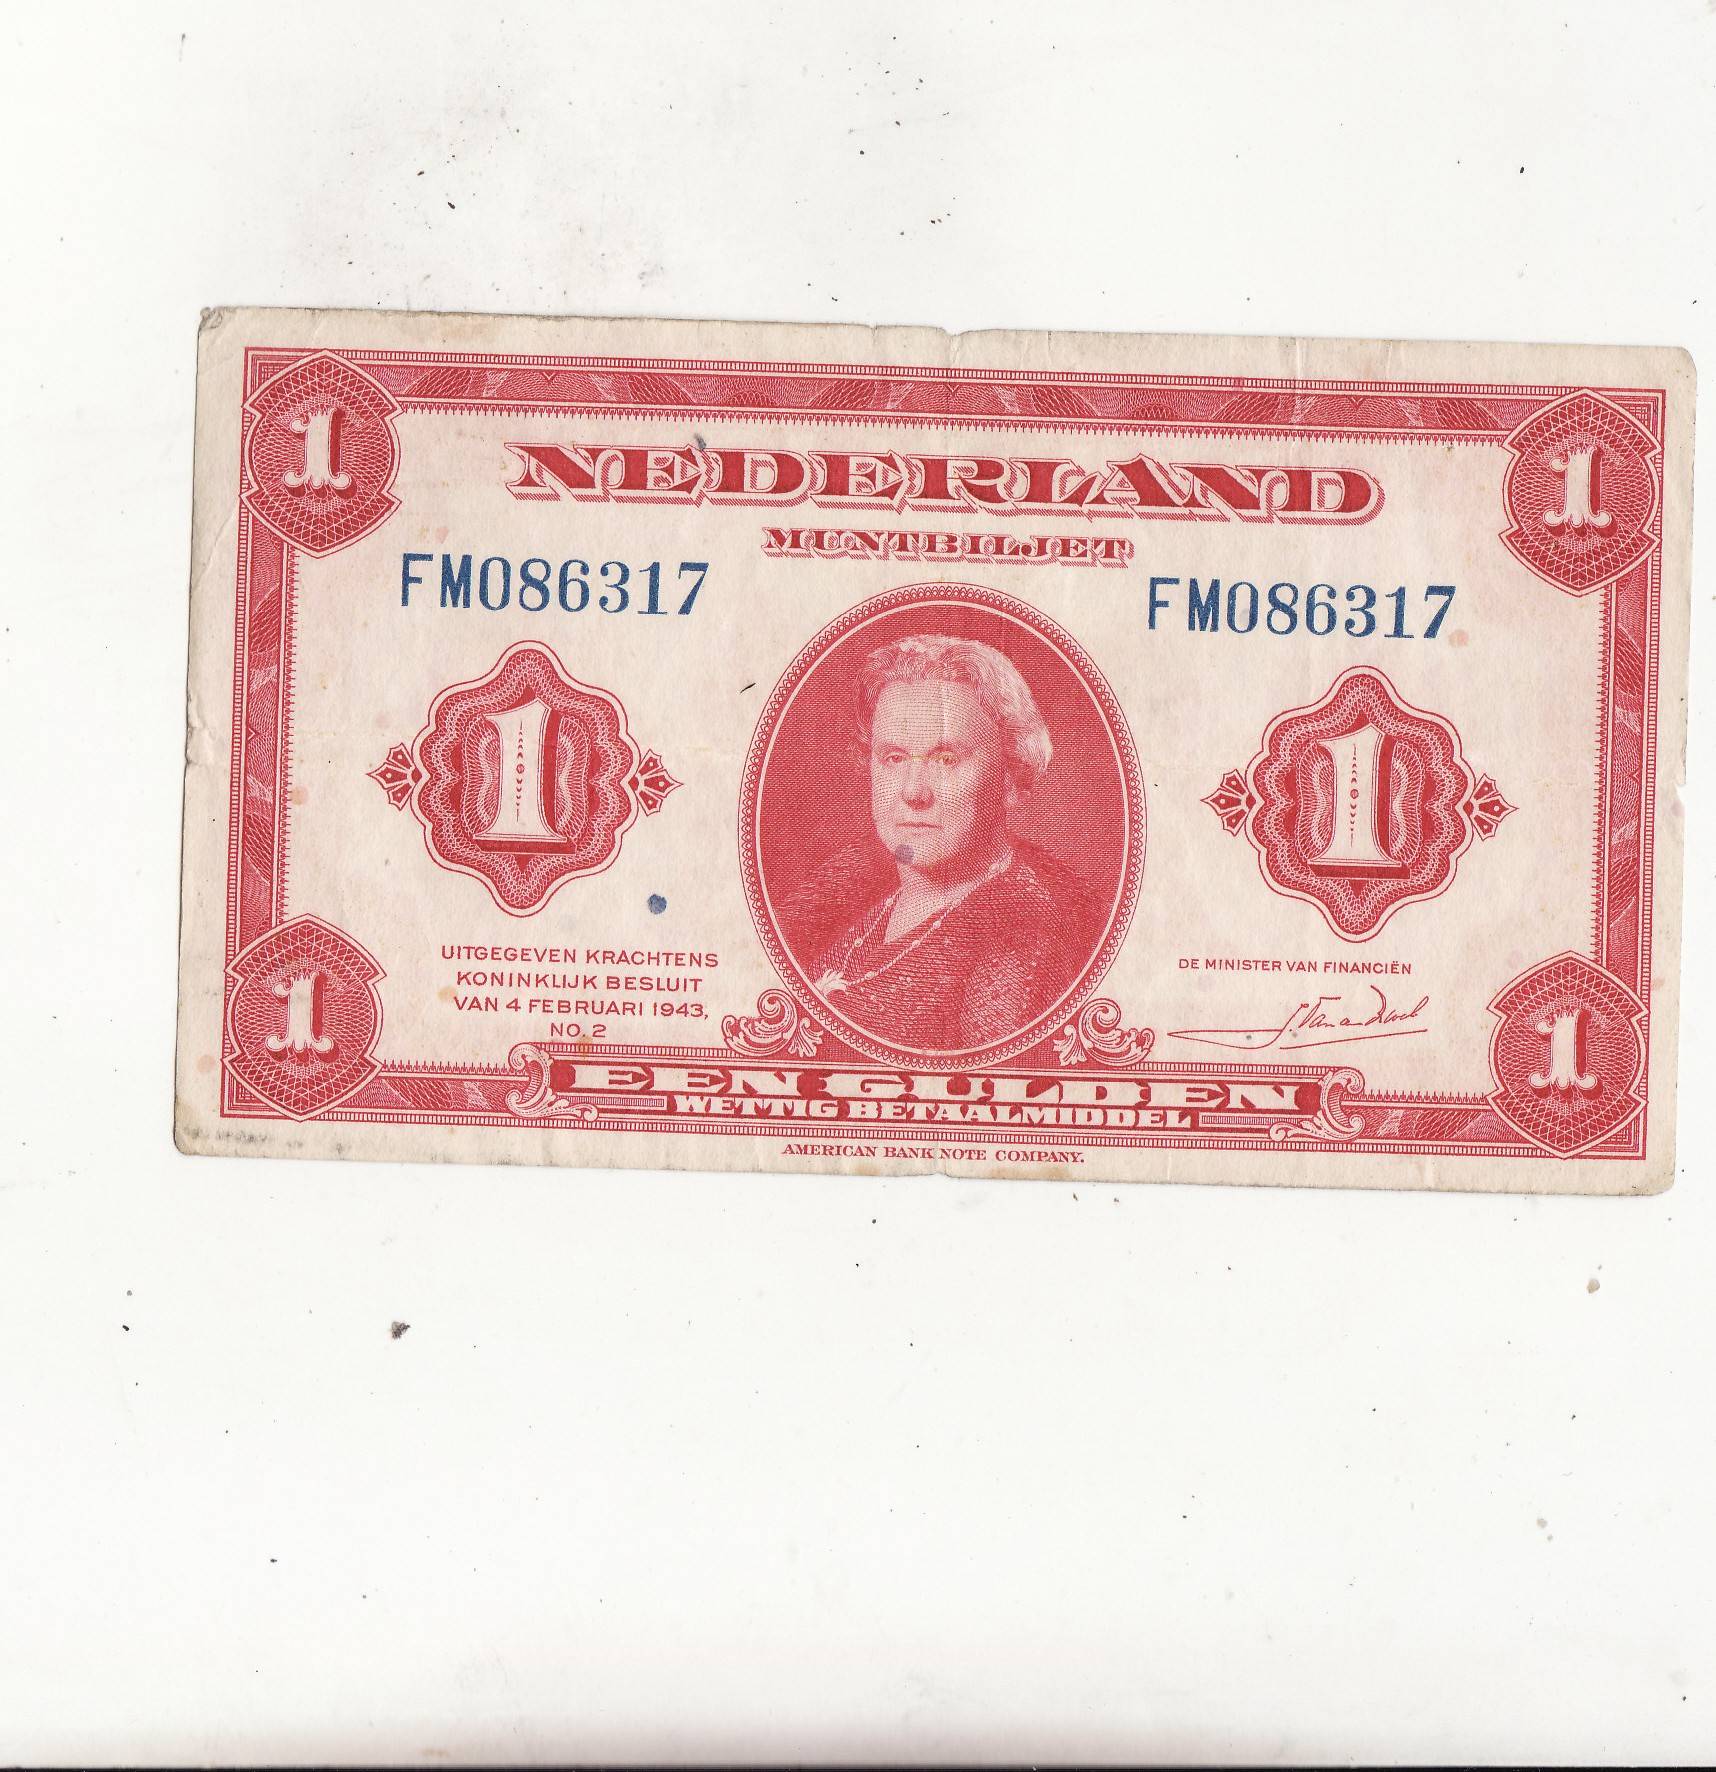 1 1
NEDERLAND
MUNTBILJET
FM086317 FM086317
1 1
UITGEGEVEN KRACHTENS
KONINKLIJK BESLUIT
VAN 4 FEBRUARI 1943,
NO. 2
DE MINISTER VAN FINANCIËN
1 1
EEN GULDEN
WETTIG BETAALMIDDEL
AMERICAN BANK NOTE COMPANY.